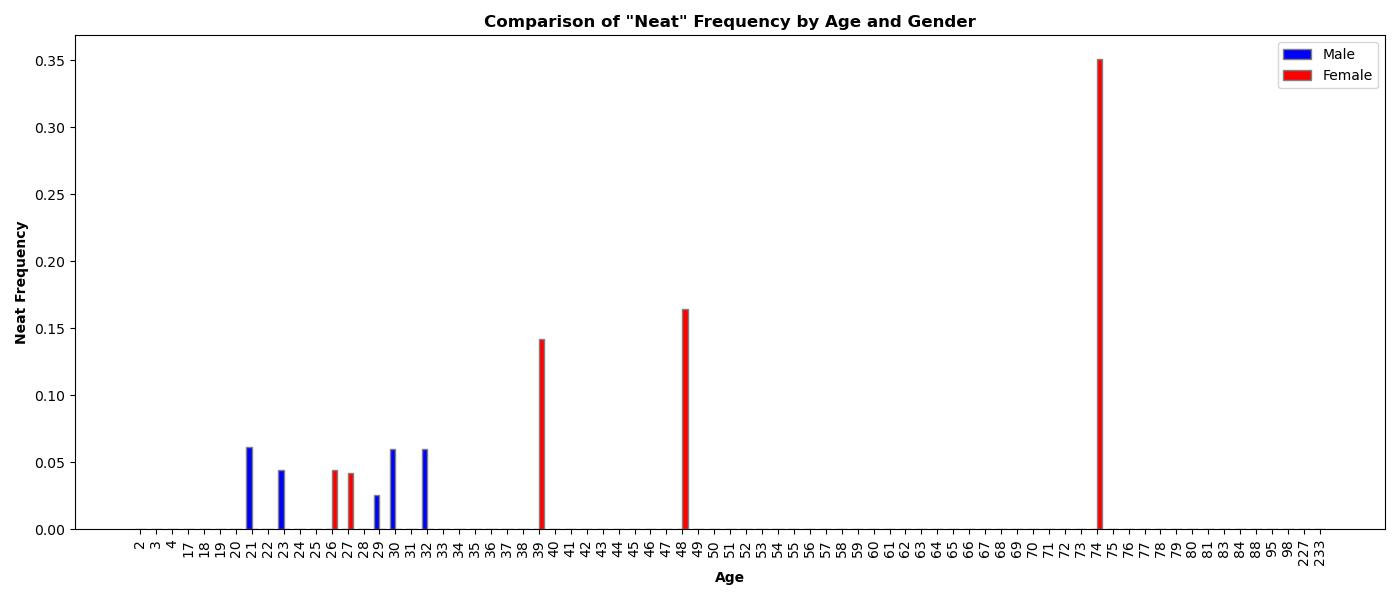 Comparison of "Neat" Frequency by Age and Gender
Male
Female
0.35
0.30
0.25
0.20
0.15
0.10
0.05
0.00
Neat Frequency
2 3 4 17 18 19 20 21 22 23 24 25 26 27 28 29 30 31 32 33 34 35 36 37 38 39 40 41 42 43 44 45 46 47 48 49 50 51 52 53 54 55 56 57 58 59 60 61 62 63 64 65 66 67 68 69 70 71 72 73 74 75 76 77 78 79 80 81 83 84 88 95 98 227 233
Age